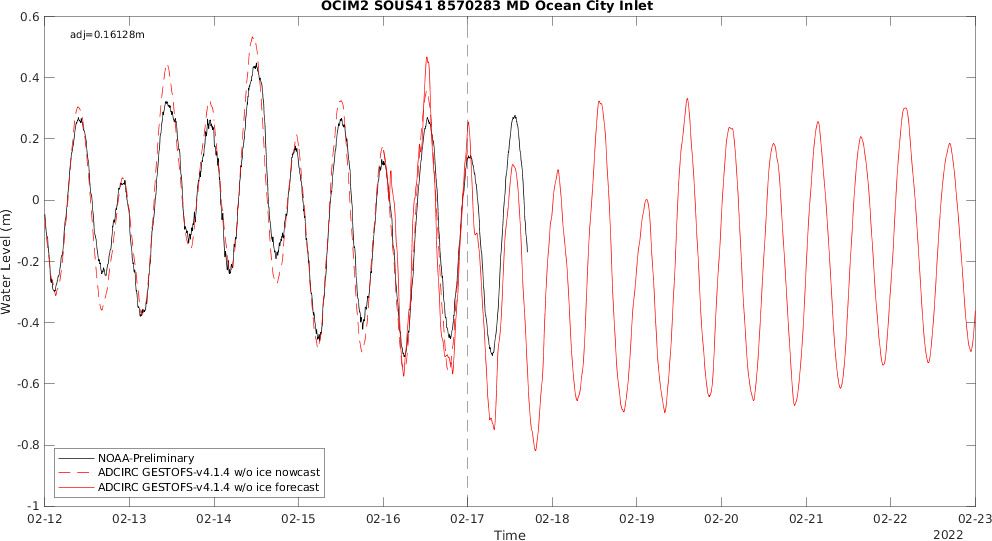 OCIM2 SOUS41 8570283 MD Ocean City Inlet
adj=0.16128m
0.6
0.4
0.2
0
-0.2
-0.4
-0.6
-0.8
-1
Water Level (m)
NOAA-Preliminary
ADCIRC GESTOFS-v4.1.4 w/o ice nowcast
ADCIRC GESTOFS-v4.1.4 w/o ice forecast
02-12 02-13 02-14 02-15 02-16 02-17 02-18 02-19 02-20 02-21 02-22 02-23
Time
2022